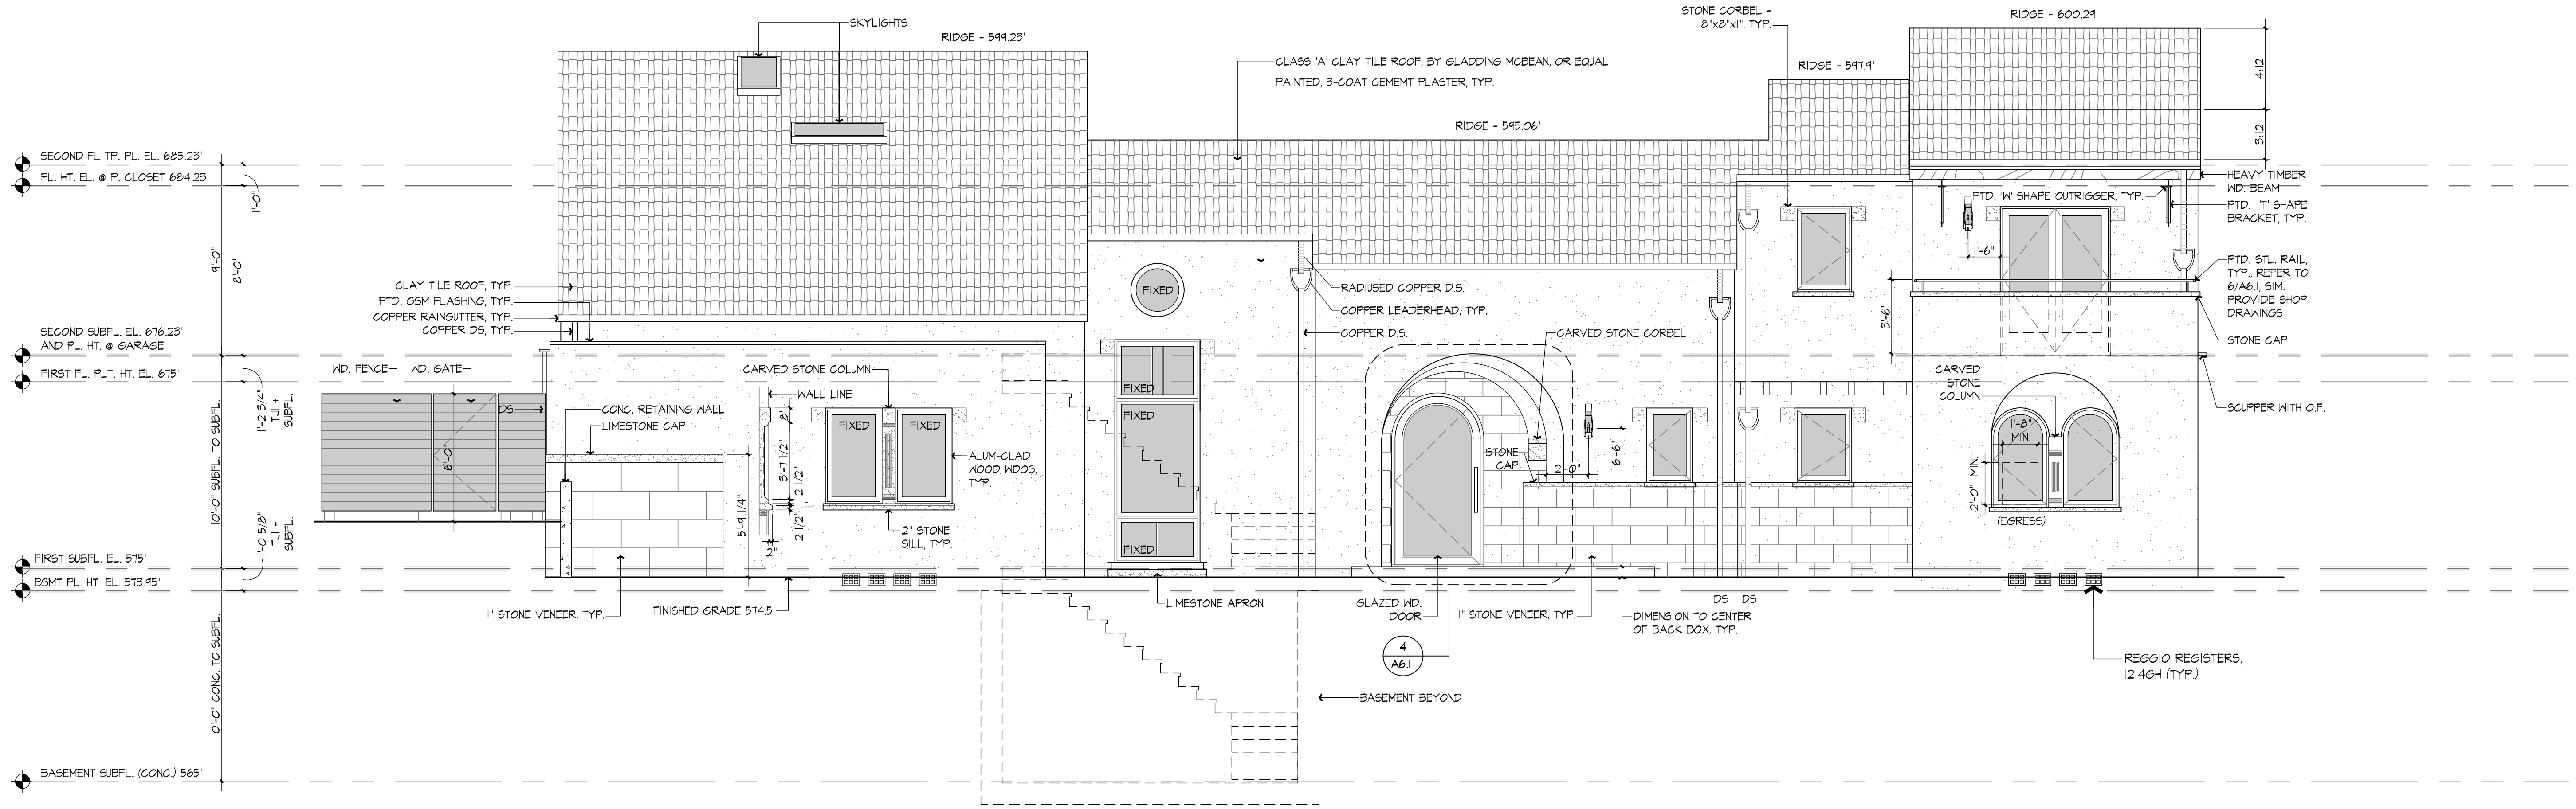 SKYLIGHTS
RIDGE - 599.23'
STONE CORBEL -
8"x8"x1", TYP.
RIDGE - 600.29'
CLASS 'A' CLAY TILE ROOF, BY GLADDING MCBEAN, OR EQUAL
PAINTED, 3-COAT CEMEMT PLASTER, TYP.
RIDGE - 597.9'
RIDGE - 595.06'
4:12
3:12
SECOND FL TP. PL. EL. 685.23'
PL. HT. EL. @ P. CLOSET 684.23'
1'-0"
9'-0"
8'-0"
HEAVY TIMBER
WD. BEAM
PTD. 'W' SHAPE OUTRIGGER, TYP.
PTD. 'T' SHAPE
BRACKET, TYP.
1'-6"
PTD. STL. RAIL,
TYP., REFER TO
6/A6.1, SIM.
PROVIDE SHOP
DRAWINGS
3'-6"
STONE CAP
CLAY TILE ROOF, TYP.
PTD. GSM FLASHING, TYP.
COPPER RAINGUTTER, TYP.
COPPER DS, TYP.
FIXED
RADIUSED COPPER D.S.
COPPER LEADERHEAD, TYP.
COPPER D.S.
CARVED STONE CORBEL
SECOND SUBFL. EL. 676.23'
AND PL. HT. @ GARAGE
FIRST FL. PLT. HT. EL. 675'
WD. FENCE
WD. GATE
CARVED STONE COLUMN
WALL LINE
DS
CONC. RETAINING WALL
LIMESTONE CAP
1'-2 3/4"
TJI +
SUBFL.
10'-0" SUBFL. TO SUBFL.
6'-0"
8"
3'-7 1/2"
2 1/2"
2 1/2"
2"
5'-9 1/4"
FIXED
FIXED
ALUM-CLAD
WOOD WDOS,
TYP.
2" STONE
SILL, TYP.
FIXED
FIXED
FIXED
STONE
CAP
2'-0"
6'-6"
CARVED
STONE
COLUMN
SCUPPER WITH O.F.
1'-8"
MIN.
2'-0" MIN.
(EGRESS)
1'-0 5/8"
TJI +
SUBFL.
FIRST SUBFL. EL. 575'
BSMT PL. HT. EL. 573.95'
1" STONE VENEER, TYP.
FINISHED GRADE 574.5'
LIMESTONE APRON
GLAZED WD.
DOOR
1" STONE VENEER, TYP.
DIMENSION TO CENTER
OF BACK BOX, TYP.
DS
DS
4
A6.1
REGGIO REGISTERS,
1214GH (TYP.)
BASEMENT BEYOND
10'-0" CONC. TO SUBFL.
BASEMENT SUBFL. (CONC.) 565'